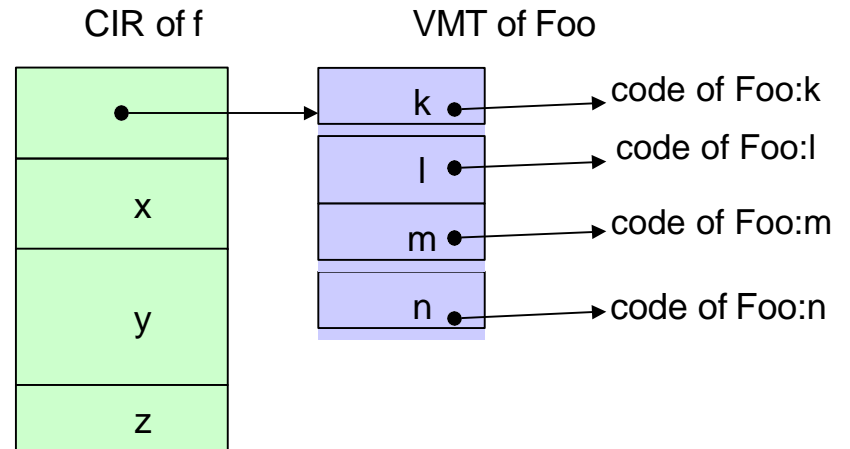 CIR of f
VMT of Foo
k
code of Foo:k
l
code of Foo:l
x
m
code of Foo:m
y
n
code of Foo:n
z